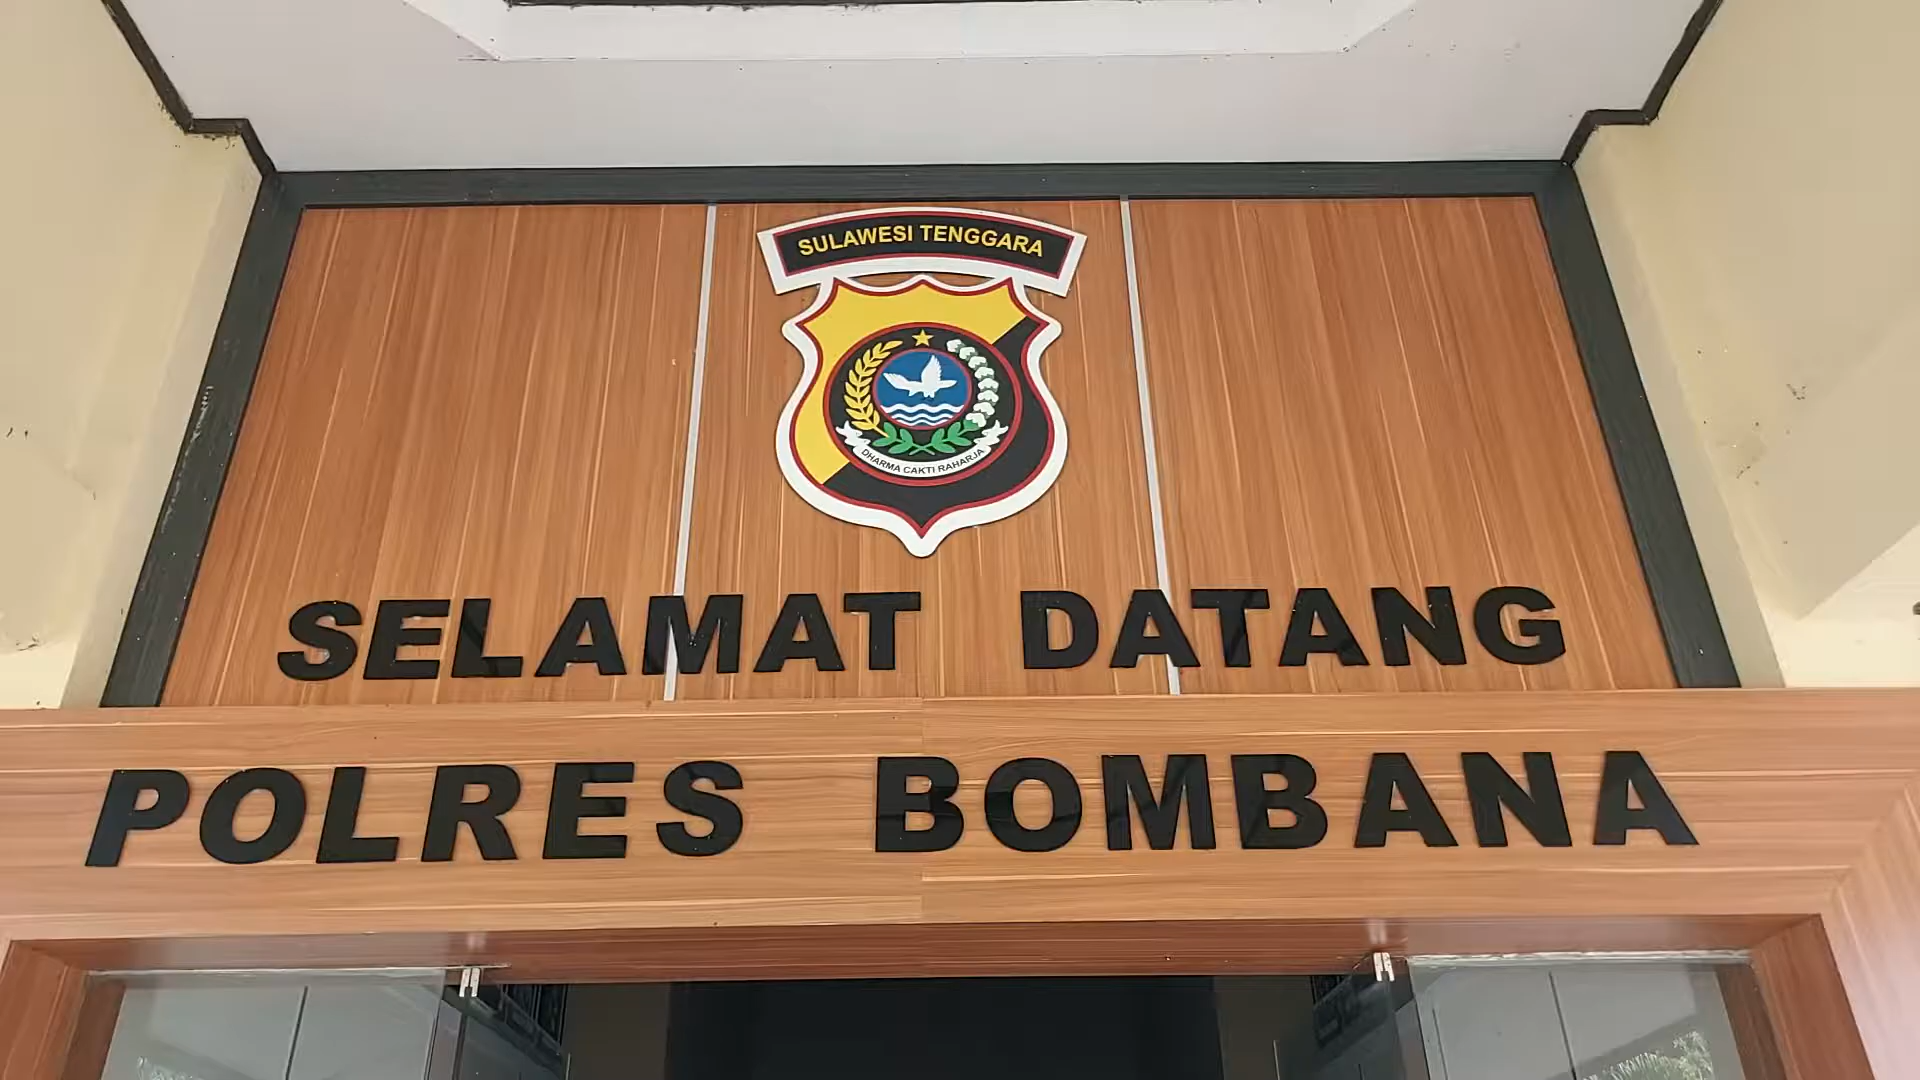 SULAWESI TENGGARA
DHARMA CAKTI RAHARJA
SELAMAT DATANG
POLRES BOMBANA